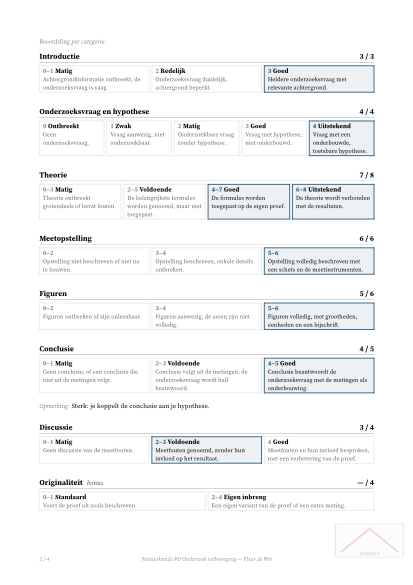 Beoordeling per categorie
Introductie 3 / 3
0–1 Matig
Achtergrondinformatie ontbreekt, de
onderzoeksvraag is vaag.
2 Redelijk
Onderzoeksvraag duidelijk,
achtergrond beperkt.
3 Goed
Heldere onderzoeksvraag met
relevante achtergrond.
Onderzoeksvraag en hypothese 4 / 4
0 Ontbreekt
Geen
onderzoeksvraag.
1 Zwak
Vraag aanwezig, niet
onderzoekbaar.
2 Matig
Onderzoekbare vraag
zonder hypothese.
3 Goed
Vraag met hypothese,
niet onderbouwd.
4 Uitstekend
Vraag met een
onderbouwde,
toetsbare hypothese.
Theorie 7 / 8
0–3 Matig
Theorie ontbreekt
grotendeels of bevat fouten.
2–5 Voldoende
De belangrijkste formules
worden genoemd, maar niet
toegepast.
4–7 Goed
De formules worden
toegepast op de eigen proef.
6–8 Uitstekend
De theorie wordt verbonden
met de resultaten.
Meetopstelling 6 / 6
0–2
Opstelling niet beschreven of niet na
te bouwen.
3–4
Opstelling beschreven, enkele details
ontbreken.
5–6
Opstelling volledig beschreven met
een schets en de meetinstrumenten.
Figuren 5 / 6
0–2
Figuren ontbreken of zijn onleesbaar.
3–4
Figuren aanwezig, de assen zijn niet
volledig.
5–6
Figuren volledig, met grootheden,
eenheden en een bijschrift.
Conclusie 4 / 5
0–1 Matig
Geen conclusie, of een conclusie die
niet uit de metingen volgt.
2–3 Voldoende
Conclusie volgt uit de metingen, de
onderzoeksvraag wordt half
beantwoord.
4–5 Goed
Conclusie beantwoordt de
onderzoeksvraag met de metingen als
onderbouwing.
Opmerking: Sterk: je koppelt de conclusie aan je hypothese.
Discussie 3 / 4
0–1 Matig
Geen discussie van de meetfouten.
2–3 Voldoende
Meetfouten genoemd, zonder hun
invloed op het resultaat.
4 Goed
Meetfouten en hun invloed besproken,
met een verbetering van de proef.
Originaliteit bonus — / 4
0–1 Standaard
Voert de proef uit zoals beschreven.
2–4 Eigen inbreng
Een eigen variant van de proef of een extra meting.
2 / 4 Natuurkunde PO Onderzoek valbeweging — Fleur de Wit